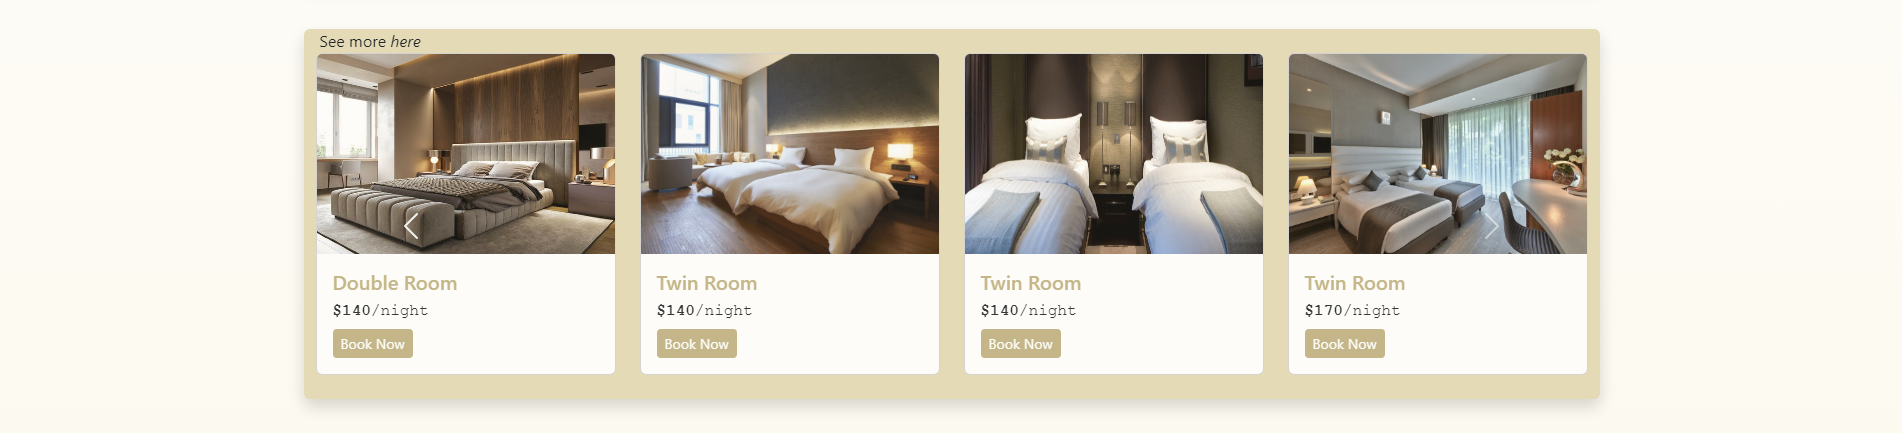 See more here
Double Room
$140/night
Book Now
Twin Room
$140/night
Book Now
Twin Room
$140/night
Book Now
Twin Room
$170/night
Book Now